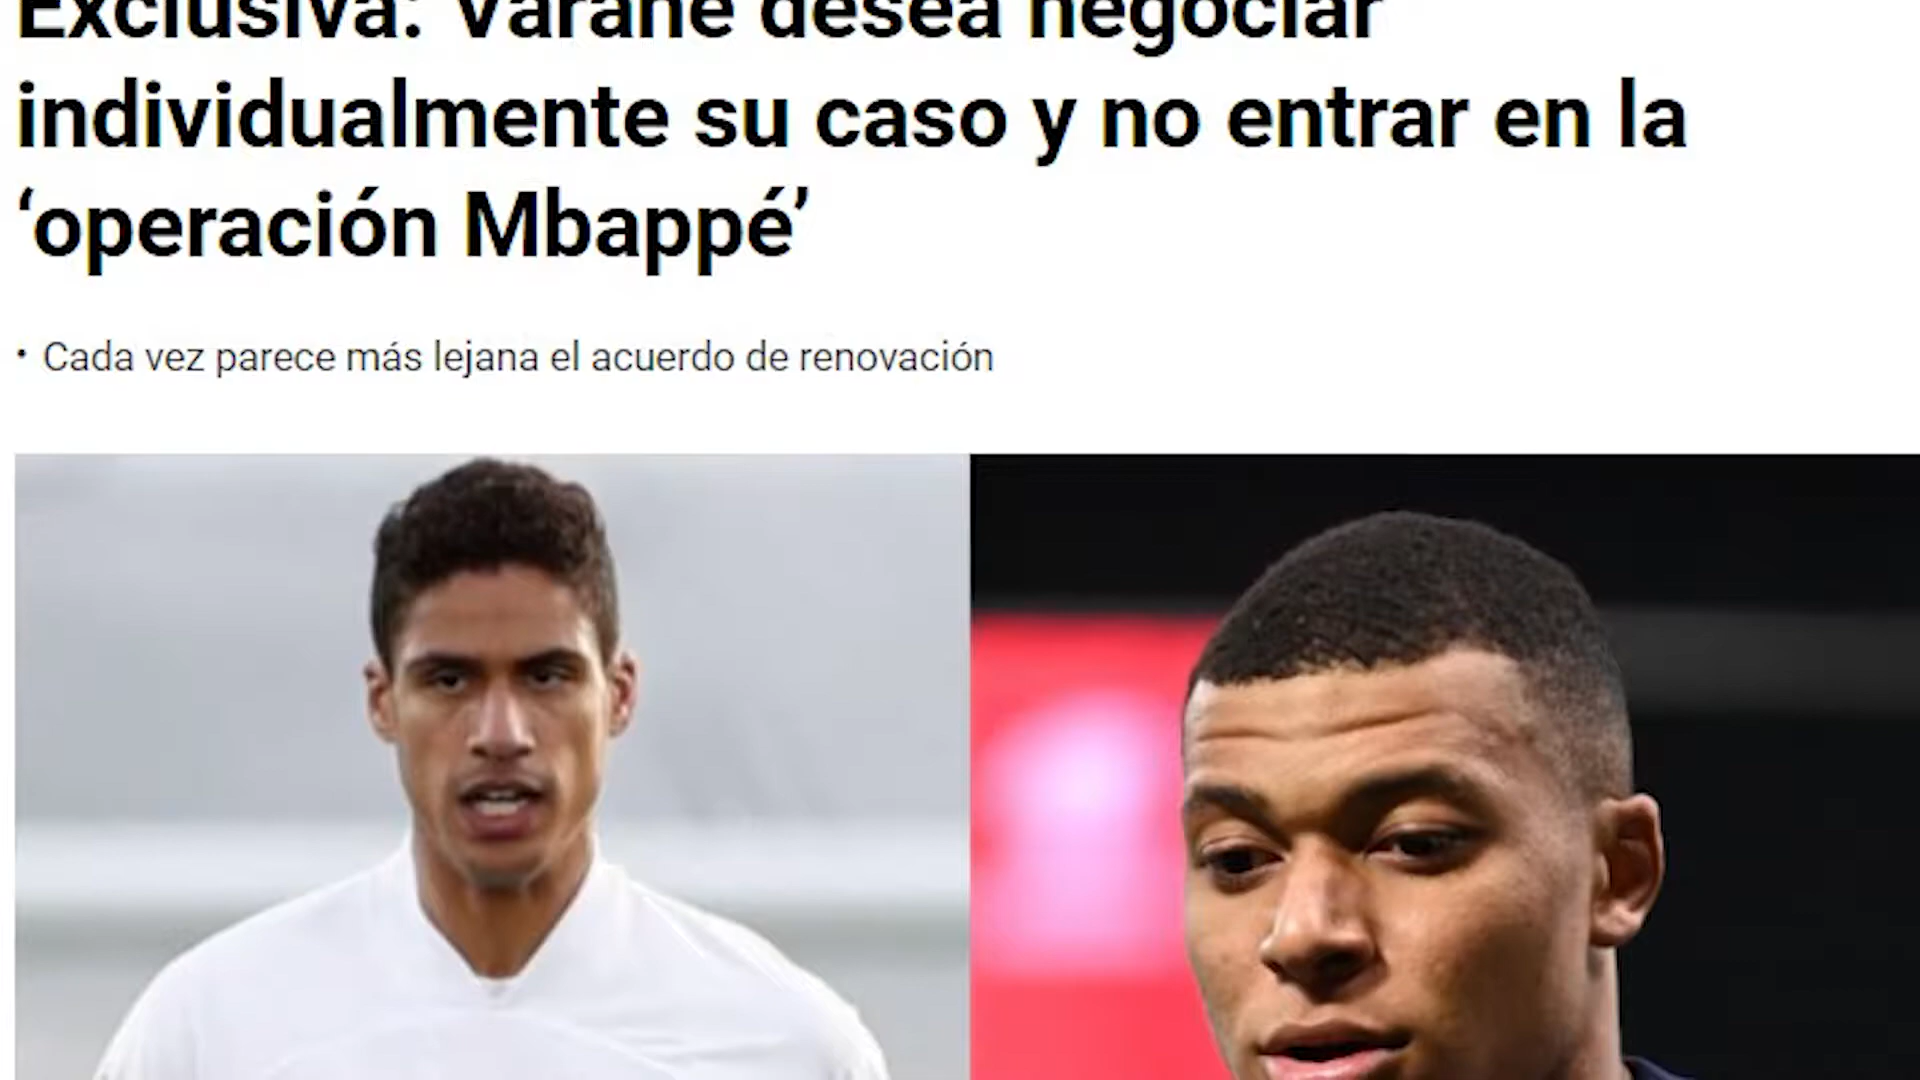 Exclusiva: Varane desea negociar
individualmente su caso y no entrar en la
‘operación Mbappé’
• Cada vez parece más lejana el acuerdo de renovación